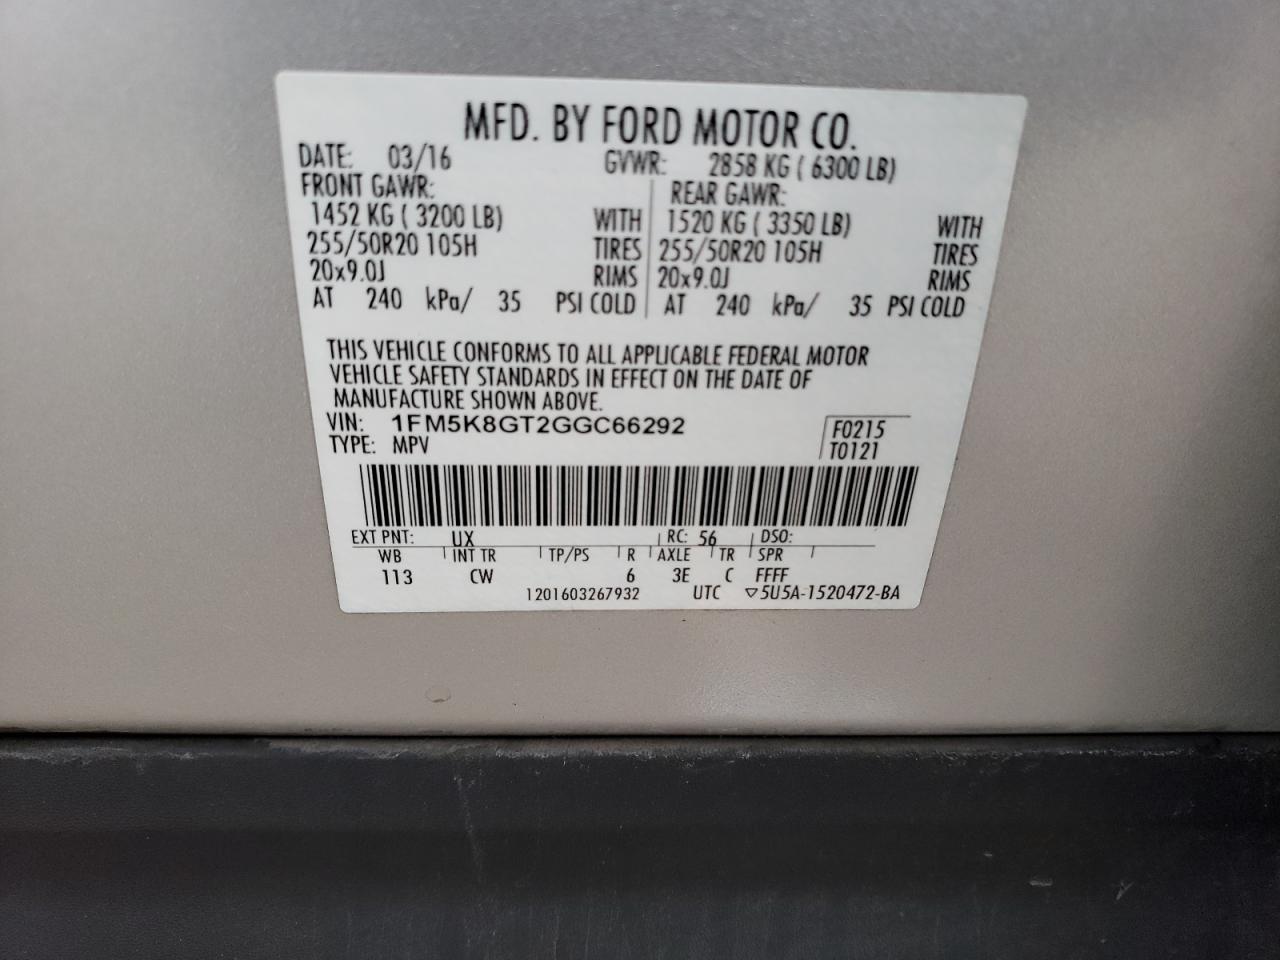 MFD. BY FORD MOTOR CO.
DATE: 03/16 GVWR: 2858 KG ( 6300 LB)
FRONT GAWR: REAR GAWR:
1452 KG ( 3200 LB) WITH 1520 KG ( 3350 LB) WITH
255/50R20 105H TIRES 255/50R20 105H TIRES
20x9.0J RIMS 20x9.0J RIMS
AT 240 kPa/ 35 PSI COLD AT 240 kPa/ 35 PSI COLD
THIS VEHICLE CONFORMS TO ALL APPLICABLE FEDERAL MOTOR
VEHICLE SAFETY STANDARDS IN EFFECT ON THE DATE OF
MANUFACTURE SHOWN ABOVE.
VIN: 1FM5K8GT2GGC66292 F0215
TYPE: MPV T0121
EXT PNT: UX RC: 56 DSO:
WB INT TR TP/PS R AXLE TR SPR
113 CW 6 3E C FFFF
1201603267932 UTC ▽5U5A-1520472-BA